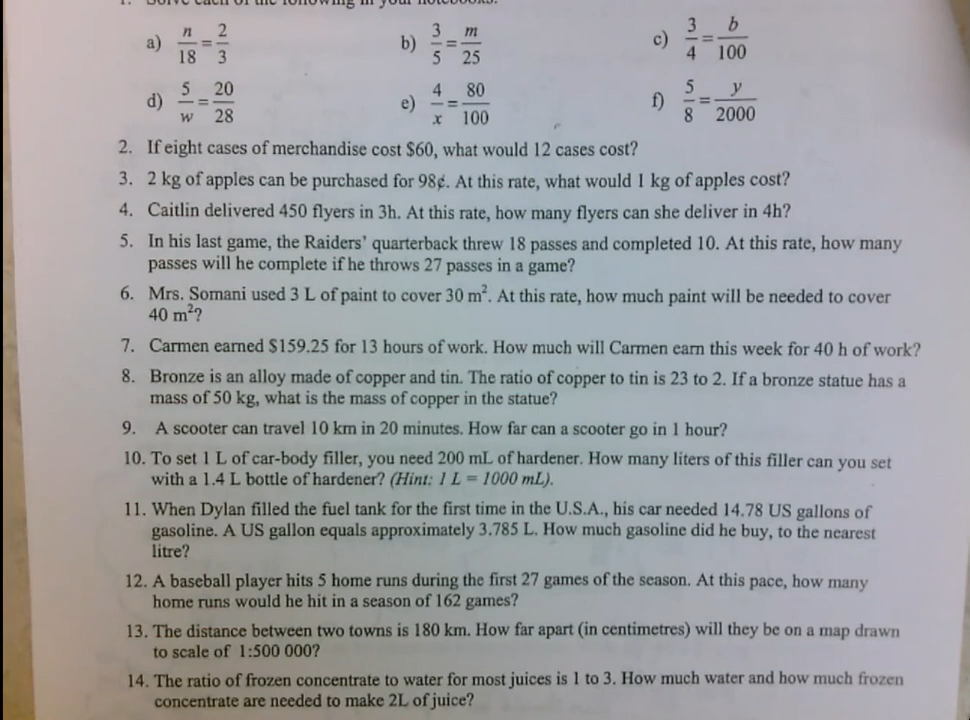 1. Solve each of the following in your notebooks.
a) n/18 = 2/3 b) 3/5 = m/25 c) 3/4 = b/100
d) 5/w = 20/28 e) 4/x = 80/100 f) 5/8 = y/2000
2. If eight cases of merchandise cost $60, what would 12 cases cost?
3. 2 kg of apples can be purchased for 98¢. At this rate, what would 1 kg of apples cost?
4. Caitlin delivered 450 flyers in 3h. At this rate, how many flyers can she deliver in 4h?
5. In his last game, the Raiders' quarterback threw 18 passes and completed 10. At this rate, how many
passes will he complete if he throws 27 passes in a game?
6. Mrs. Somani used 3 L of paint to cover 30 m². At this rate, how much paint will be needed to cover
40 m²?
7. Carmen earned $159.25 for 13 hours of work. How much will Carmen earn this week for 40 h of work?
8. Bronze is an alloy made of copper and tin. The ratio of copper to tin is 23 to 2. If a bronze statue has a
mass of 50 kg, what is the mass of copper in the statue?
9. A scooter can travel 10 km in 20 minutes. How far can a scooter go in 1 hour?
10. To set 1 L of car-body filler, you need 200 mL of hardener. How many liters of this filler can you set
with a 1.4 L bottle of hardener? (Hint: 1 L = 1000 mL).
11. When Dylan filled the fuel tank for the first time in the U.S.A., his car needed 14.78 US gallons of
gasoline. A US gallon equals approximately 3.785 L. How much gasoline did he buy, to the nearest
litre?
12. A baseball player hits 5 home runs during the first 27 games of the season. At this pace, how many
home runs would he hit in a season of 162 games?
13. The distance between two towns is 180 km. How far apart (in centimetres) will they be on a map drawn
to scale of 1:500 000?
14. The ratio of frozen concentrate to water for most juices is 1 to 3. How much water and how much frozen
concentrate are needed to make 2L of juice?